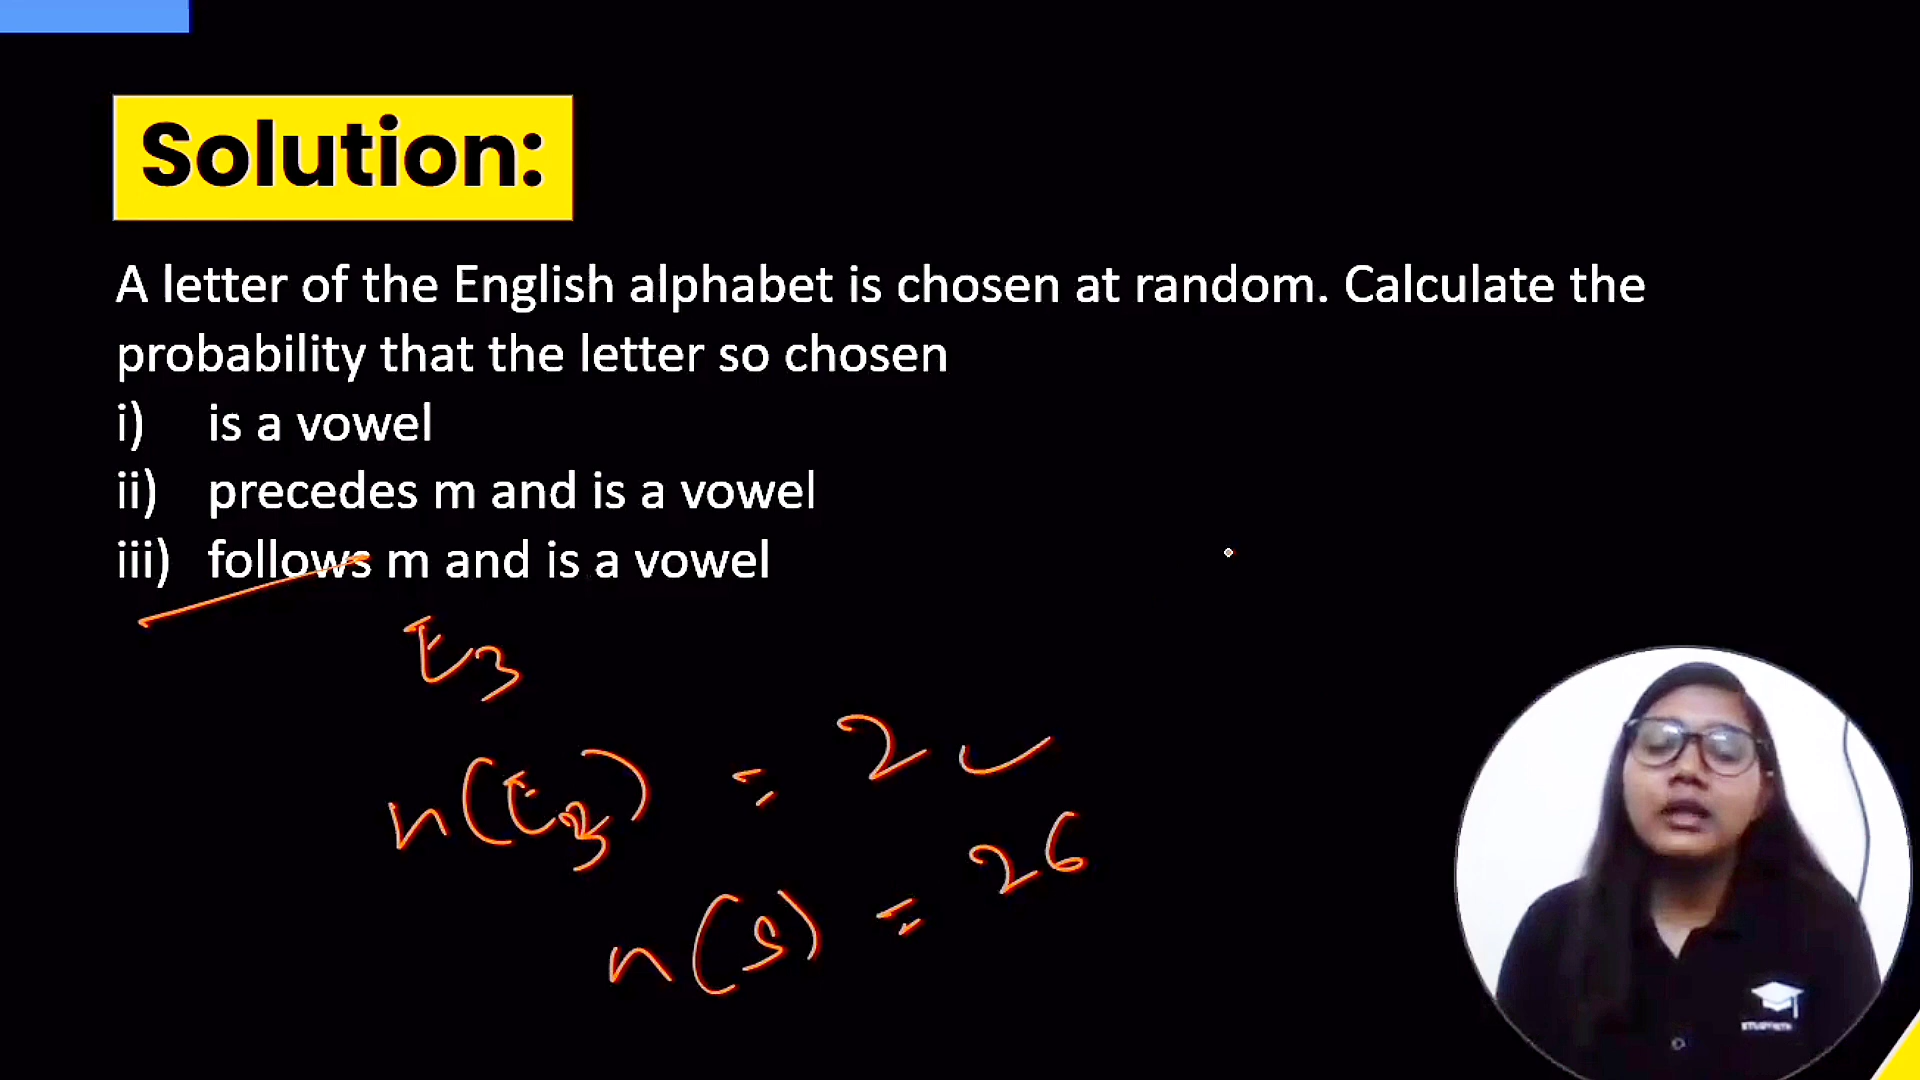 Solution:
A letter of the English alphabet is chosen at random. Calculate the
probability that the letter so chosen
i) is a vowel
ii) precedes m and is a vowel
iii) follows m and is a vowel
E3
n(E3) = 2
n(S) = 26